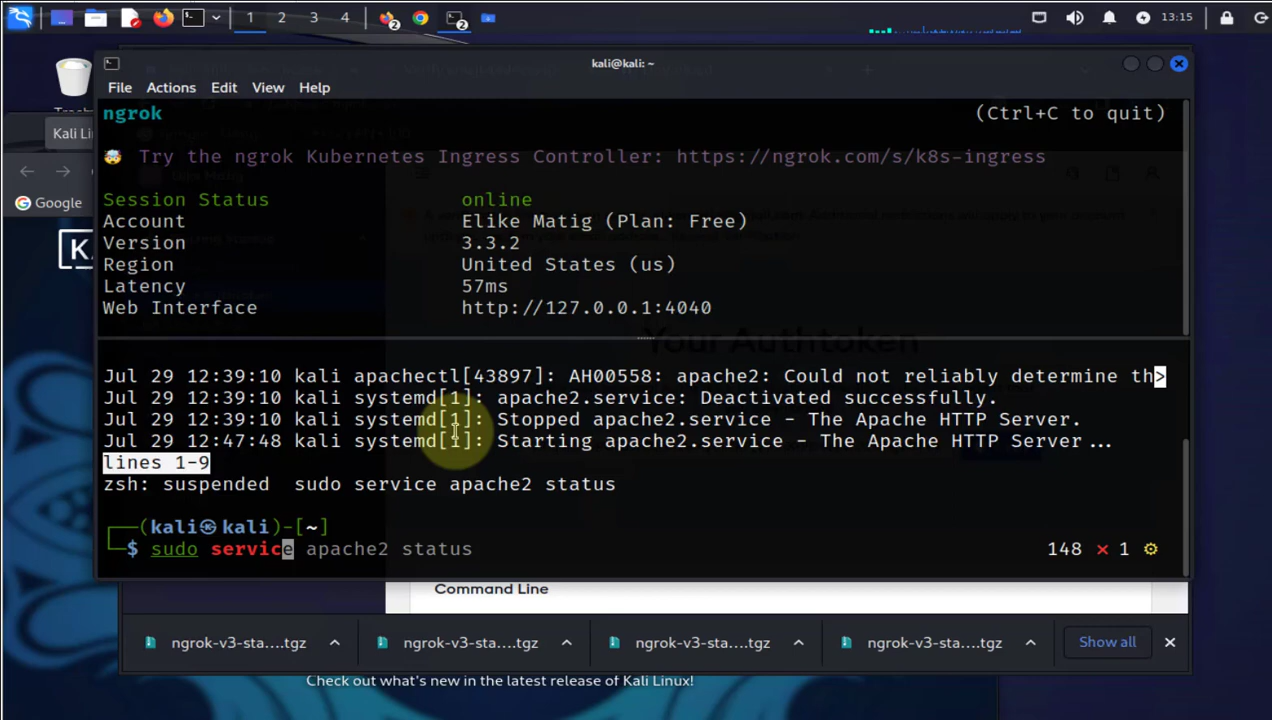 1 2 3 4
2
2
13:15
kali@kali: ~
File Actions Edit View Help
ngrok (Ctrl+C to quit)
Try the ngrok Kubernetes Ingress Controller: https://ngrok.com/s/k8s-ingress
Session Status online
Account Elike Matig (Plan: Free)
Version 3.3.2
Region United States (us)
Latency 57ms
Web Interface http://127.0.0.1:4040
Kali Li
Google
Your Authtoken
Jul 29 12:39:10 kali apachectl[43897]: AH00558: apache2: Could not reliably determine th>
Jul 29 12:39:10 kali systemd[1]: apache2.service: Deactivated successfully.
Jul 29 12:39:10 kali systemd[1]: Stopped apache2.service - The Apache HTTP Server.
Jul 29 12:47:48 kali systemd[1]: Starting apache2.service - The Apache HTTP Server...
lines 1-9
zsh: suspended sudo service apache2 status
(kali㉿kali)-[~]
$ sudo service apache2 status 148 ⨯ 1 ⚙
Command Line
ngrok-v3-sta....tgz ngrok-v3-sta....tgz ngrok-v3-sta....tgz ngrok-v3-sta....tgz Show all
Check out what's new in the latest release of Kali Linux!